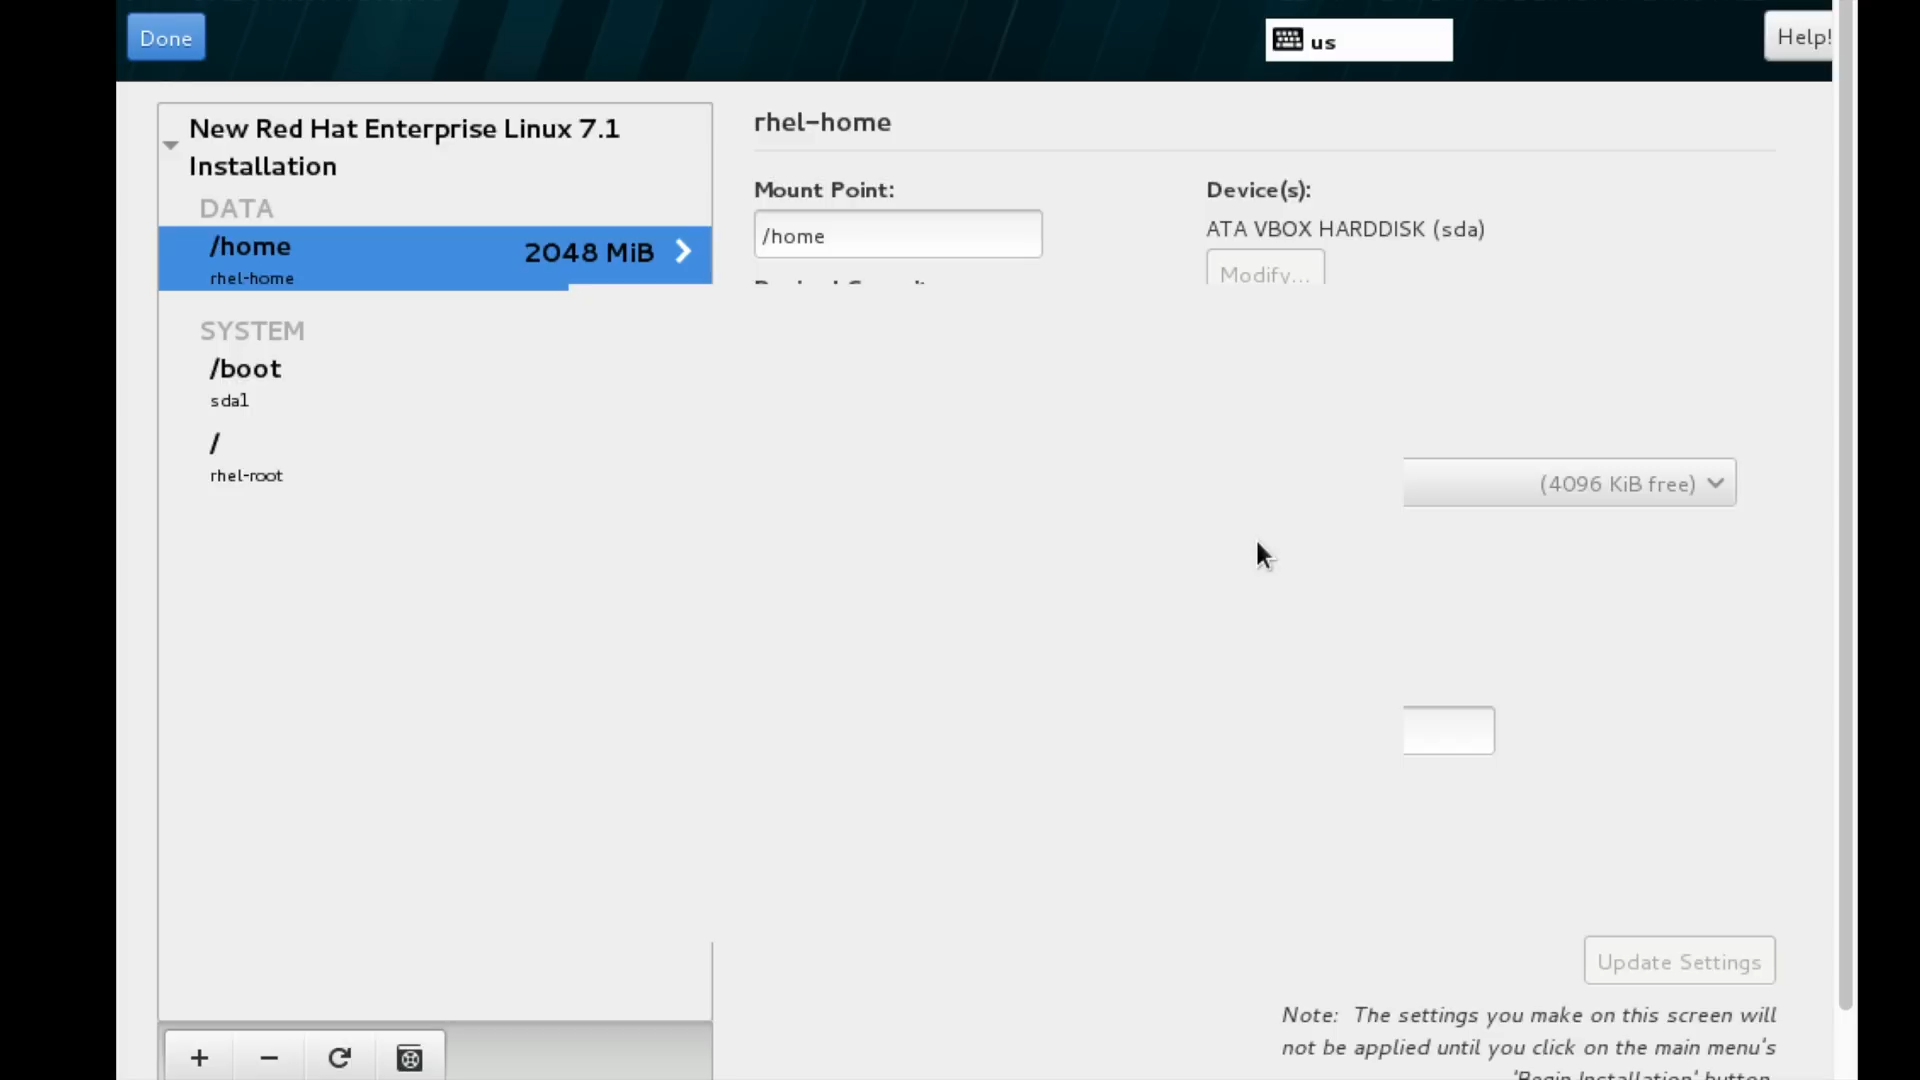 Done
us
Help!
New Red Hat Enterprise Linux 7.1
Installation
DATA
/home
2048 MiB
rhel-home
SYSTEM
/boot
sda1
/
rhel-root
rhel-home
Mount Point:
/home
Device(s):
ATA VBOX HARDDISK (sda)
Modify...
(4096 KiB free)
Update Settings
Note: The settings you make on this screen will
not be applied until you click on the main menu's
'Begin Installation' button.